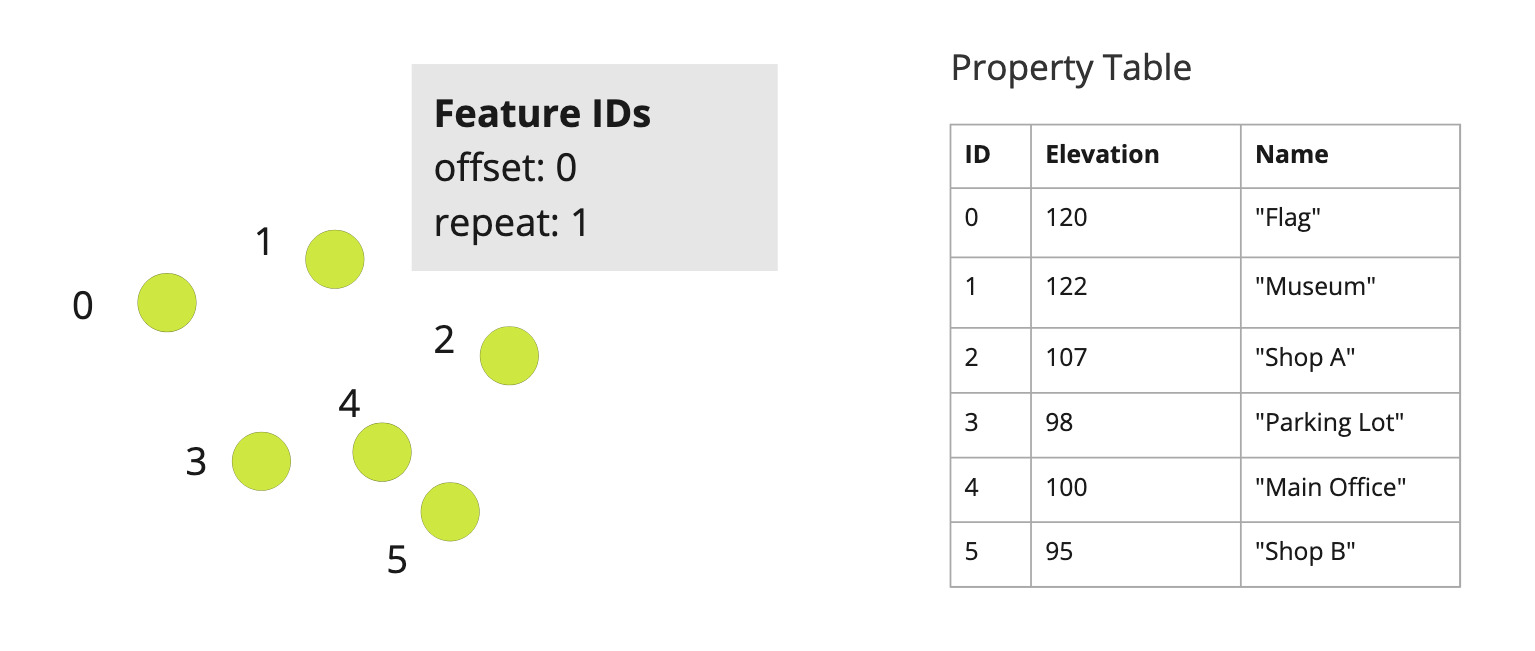 Feature IDs
offset: 0
repeat: 1
1
0
2
4
3
5
Property Table
ID Elevation Name
0 120 "Flag"
1 122 "Museum"
2 107 "Shop A"
3 98 "Parking Lot"
4 100 "Main Office"
5 95 "Shop B"